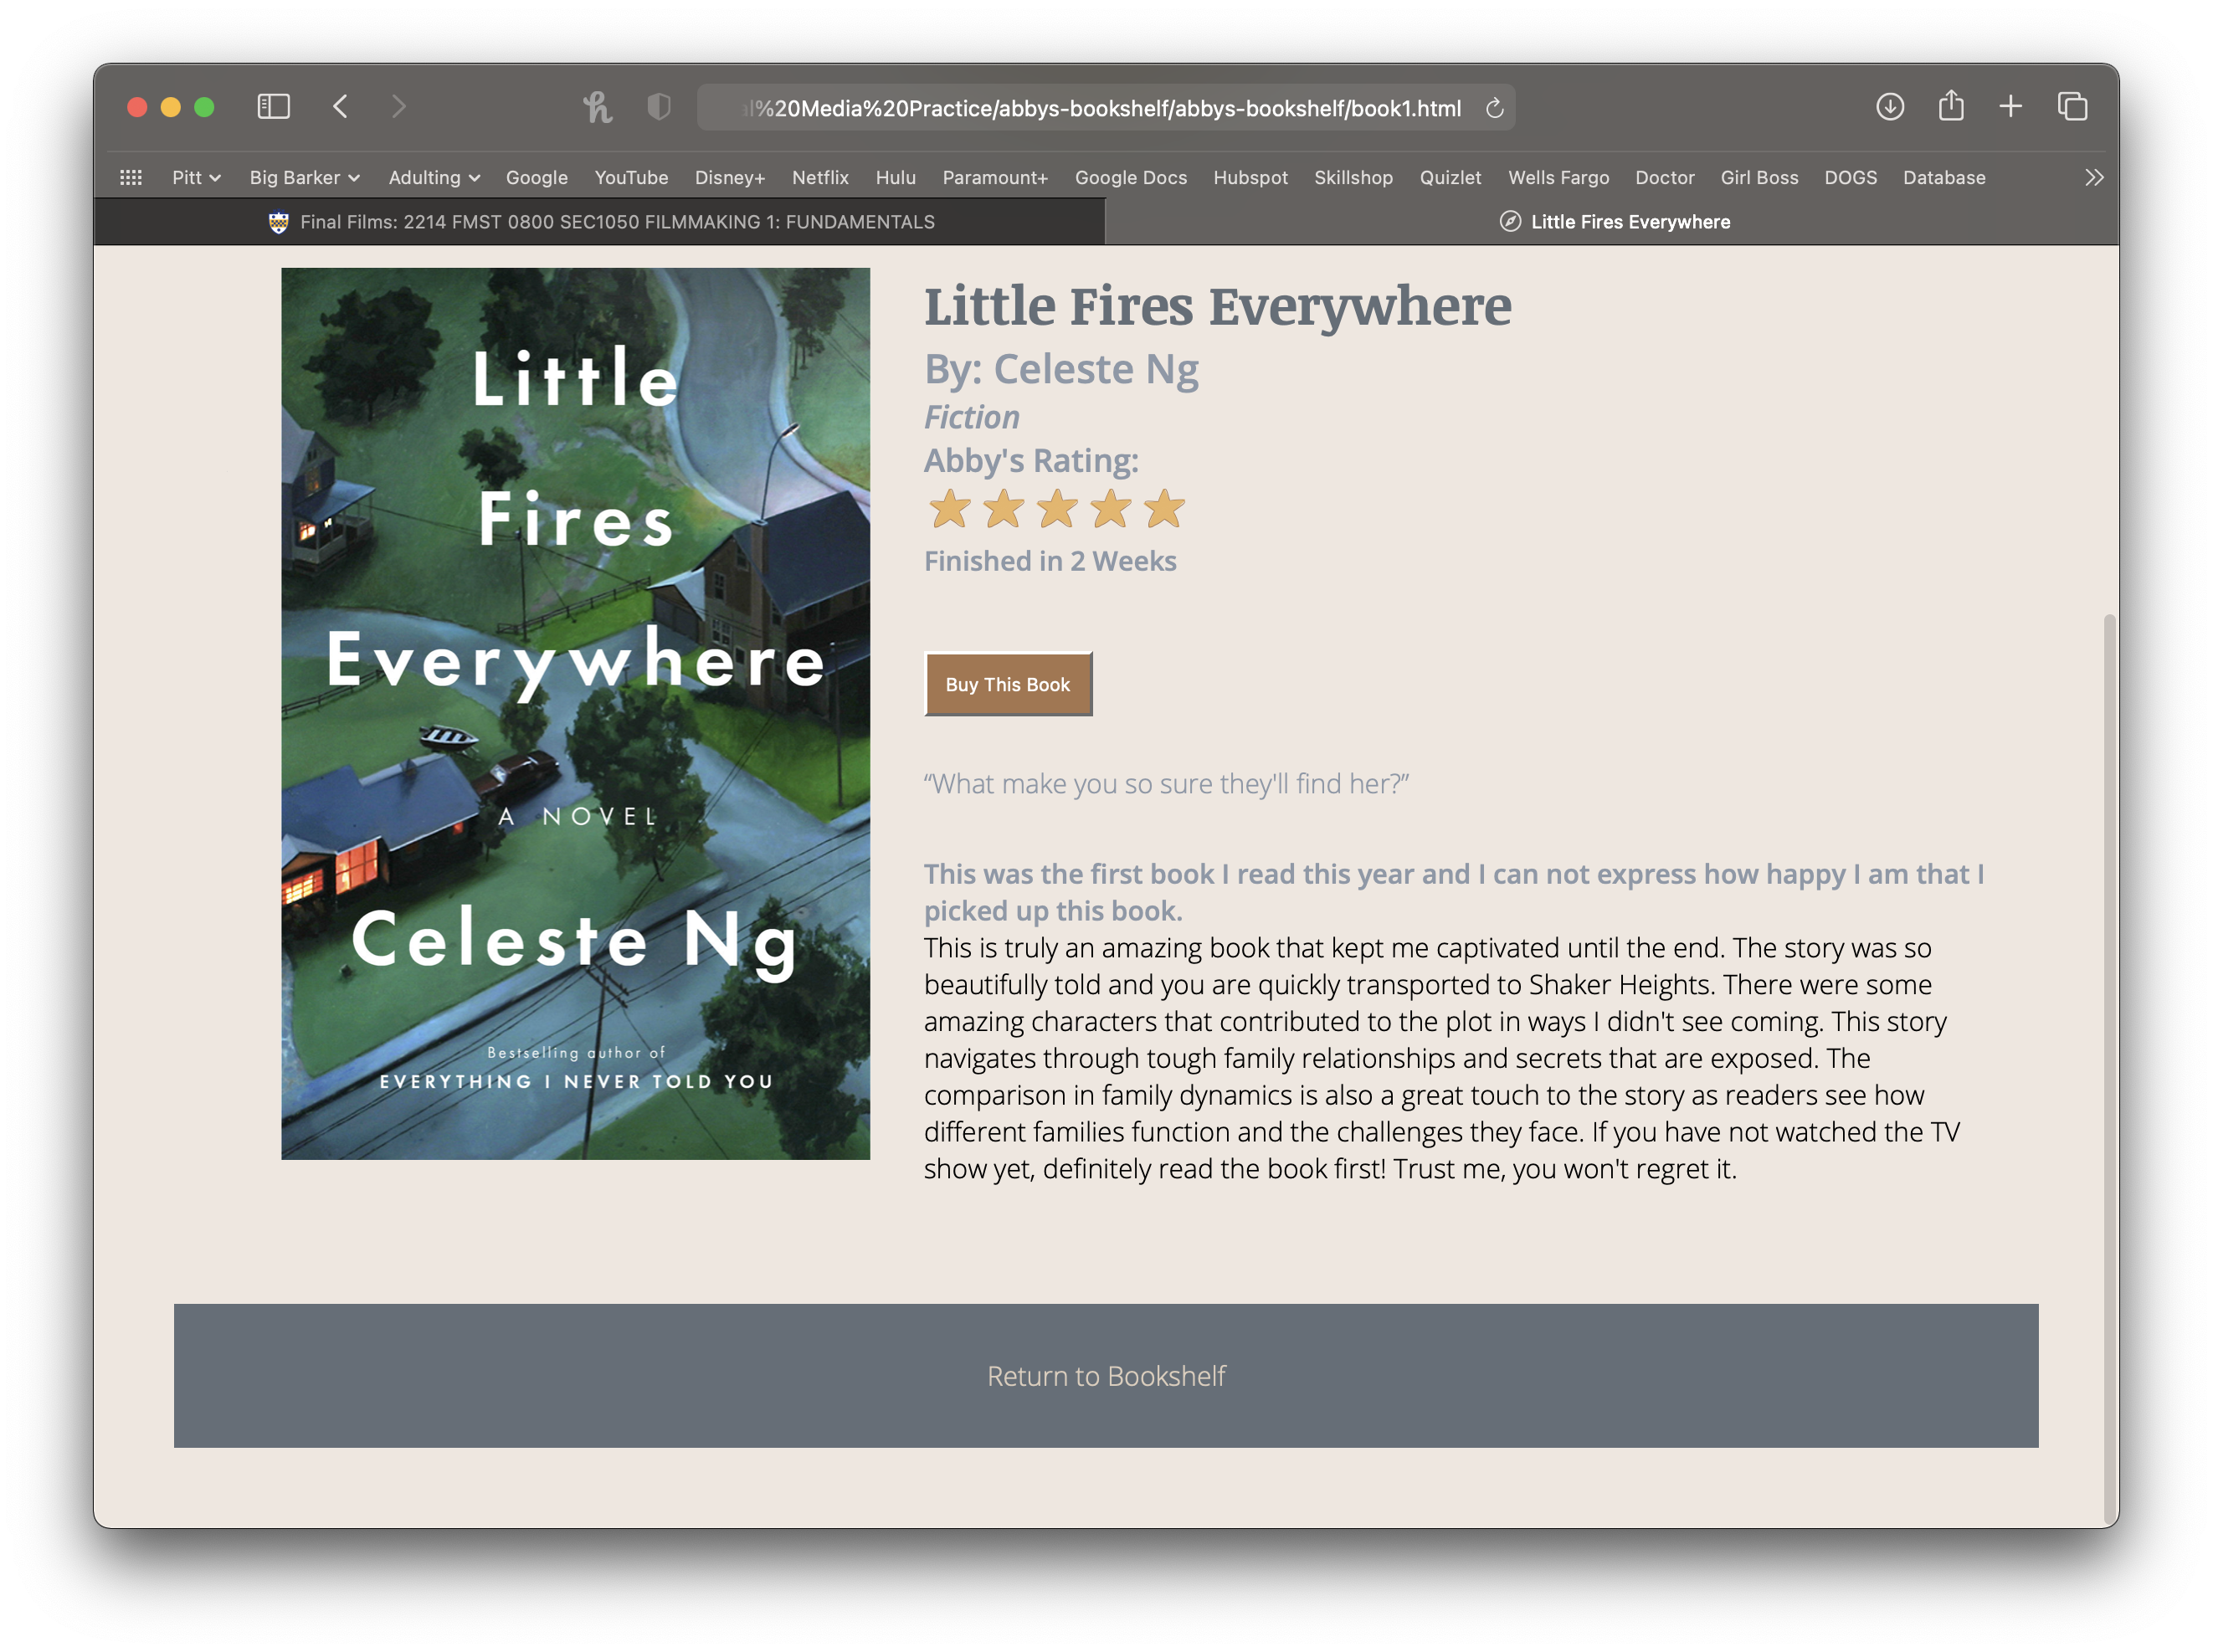 al%20Media%20Practice/abbys-bookshelf/abbys-bookshelf/book1.html
Pitt Big Barker Adulting Google YouTube Disney+ Netflix Hulu Paramount+ Google Docs Hubspot Skillshop Quizlet Wells Fargo Doctor Girl Boss DOGS Database
Final Films: 2214 FMST 0800 SEC1050 FILMMAKING 1: FUNDAMENTALS
Little Fires Everywhere
Little
Fires
Everywhere
A NOVEL
Celeste Ng
Bestselling author of
EVERYTHING I NEVER TOLD YOU
Little Fires Everywhere
By: Celeste Ng
Fiction
Abby's Rating:
Finished in 2 Weeks
Buy This Book
“What make you so sure they'll find her?”
This was the first book I read this year and I can not express how happy I am that I
picked up this book.
This is truly an amazing book that kept me captivated until the end. The story was so
beautifully told and you are quickly transported to Shaker Heights. There were some
amazing characters that contributed to the plot in ways I didn't see coming. This story
navigates through tough family relationships and secrets that are exposed. The
comparison in family dynamics is also a great touch to the story as readers see how
different families function and the challenges they face. If you have not watched the TV
show yet, definitely read the book first! Trust me, you won't regret it.
Return to Bookshelf